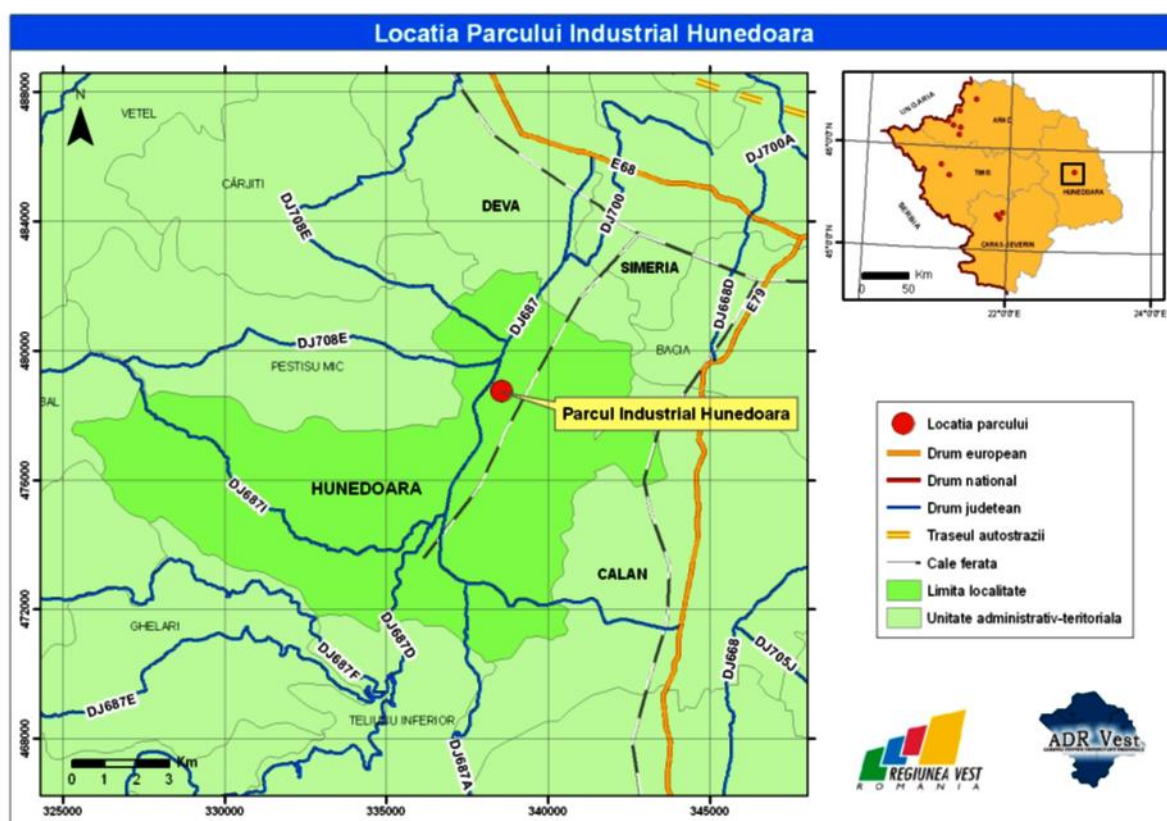 Locatia Parcului Industrial Hunedoara
488000
484000
480000
476000
472000
468000
N
VETEL
CÂRJITI
DEVA
E68
DJ700A
DJ708E
DJ700
SIMERIA
DJ687
DJ668D
E79
DJ708E
PESTISU MIC
BACIA
BAL
Parcul Industrial Hunedoara
HUNEDOARA
DJ687I
CALAN
GHELARI
DJ687D
DJ687F
DJ668
DJ705J
DJ687E
TELIUCU INFERIOR
DJ687A
0 1 2 3 Km
325000 330000 335000 340000 345000
UNGARIA
ARAD
TIMIS
HUNEDOARA
SERBIA
CARAS-SEVERIN
46°0'0"N
45°0'0"N
Km
0 50
22°0'0"E
24°0'0"E
Locatia parcului
Drum european
Drum national
Drum judetean
Traseul autostrazii
Cale ferata
Limita localitate
Unitate administrativ-teritoriala
REGIUNEA VEST
ROMÂNIA
ADR Vest